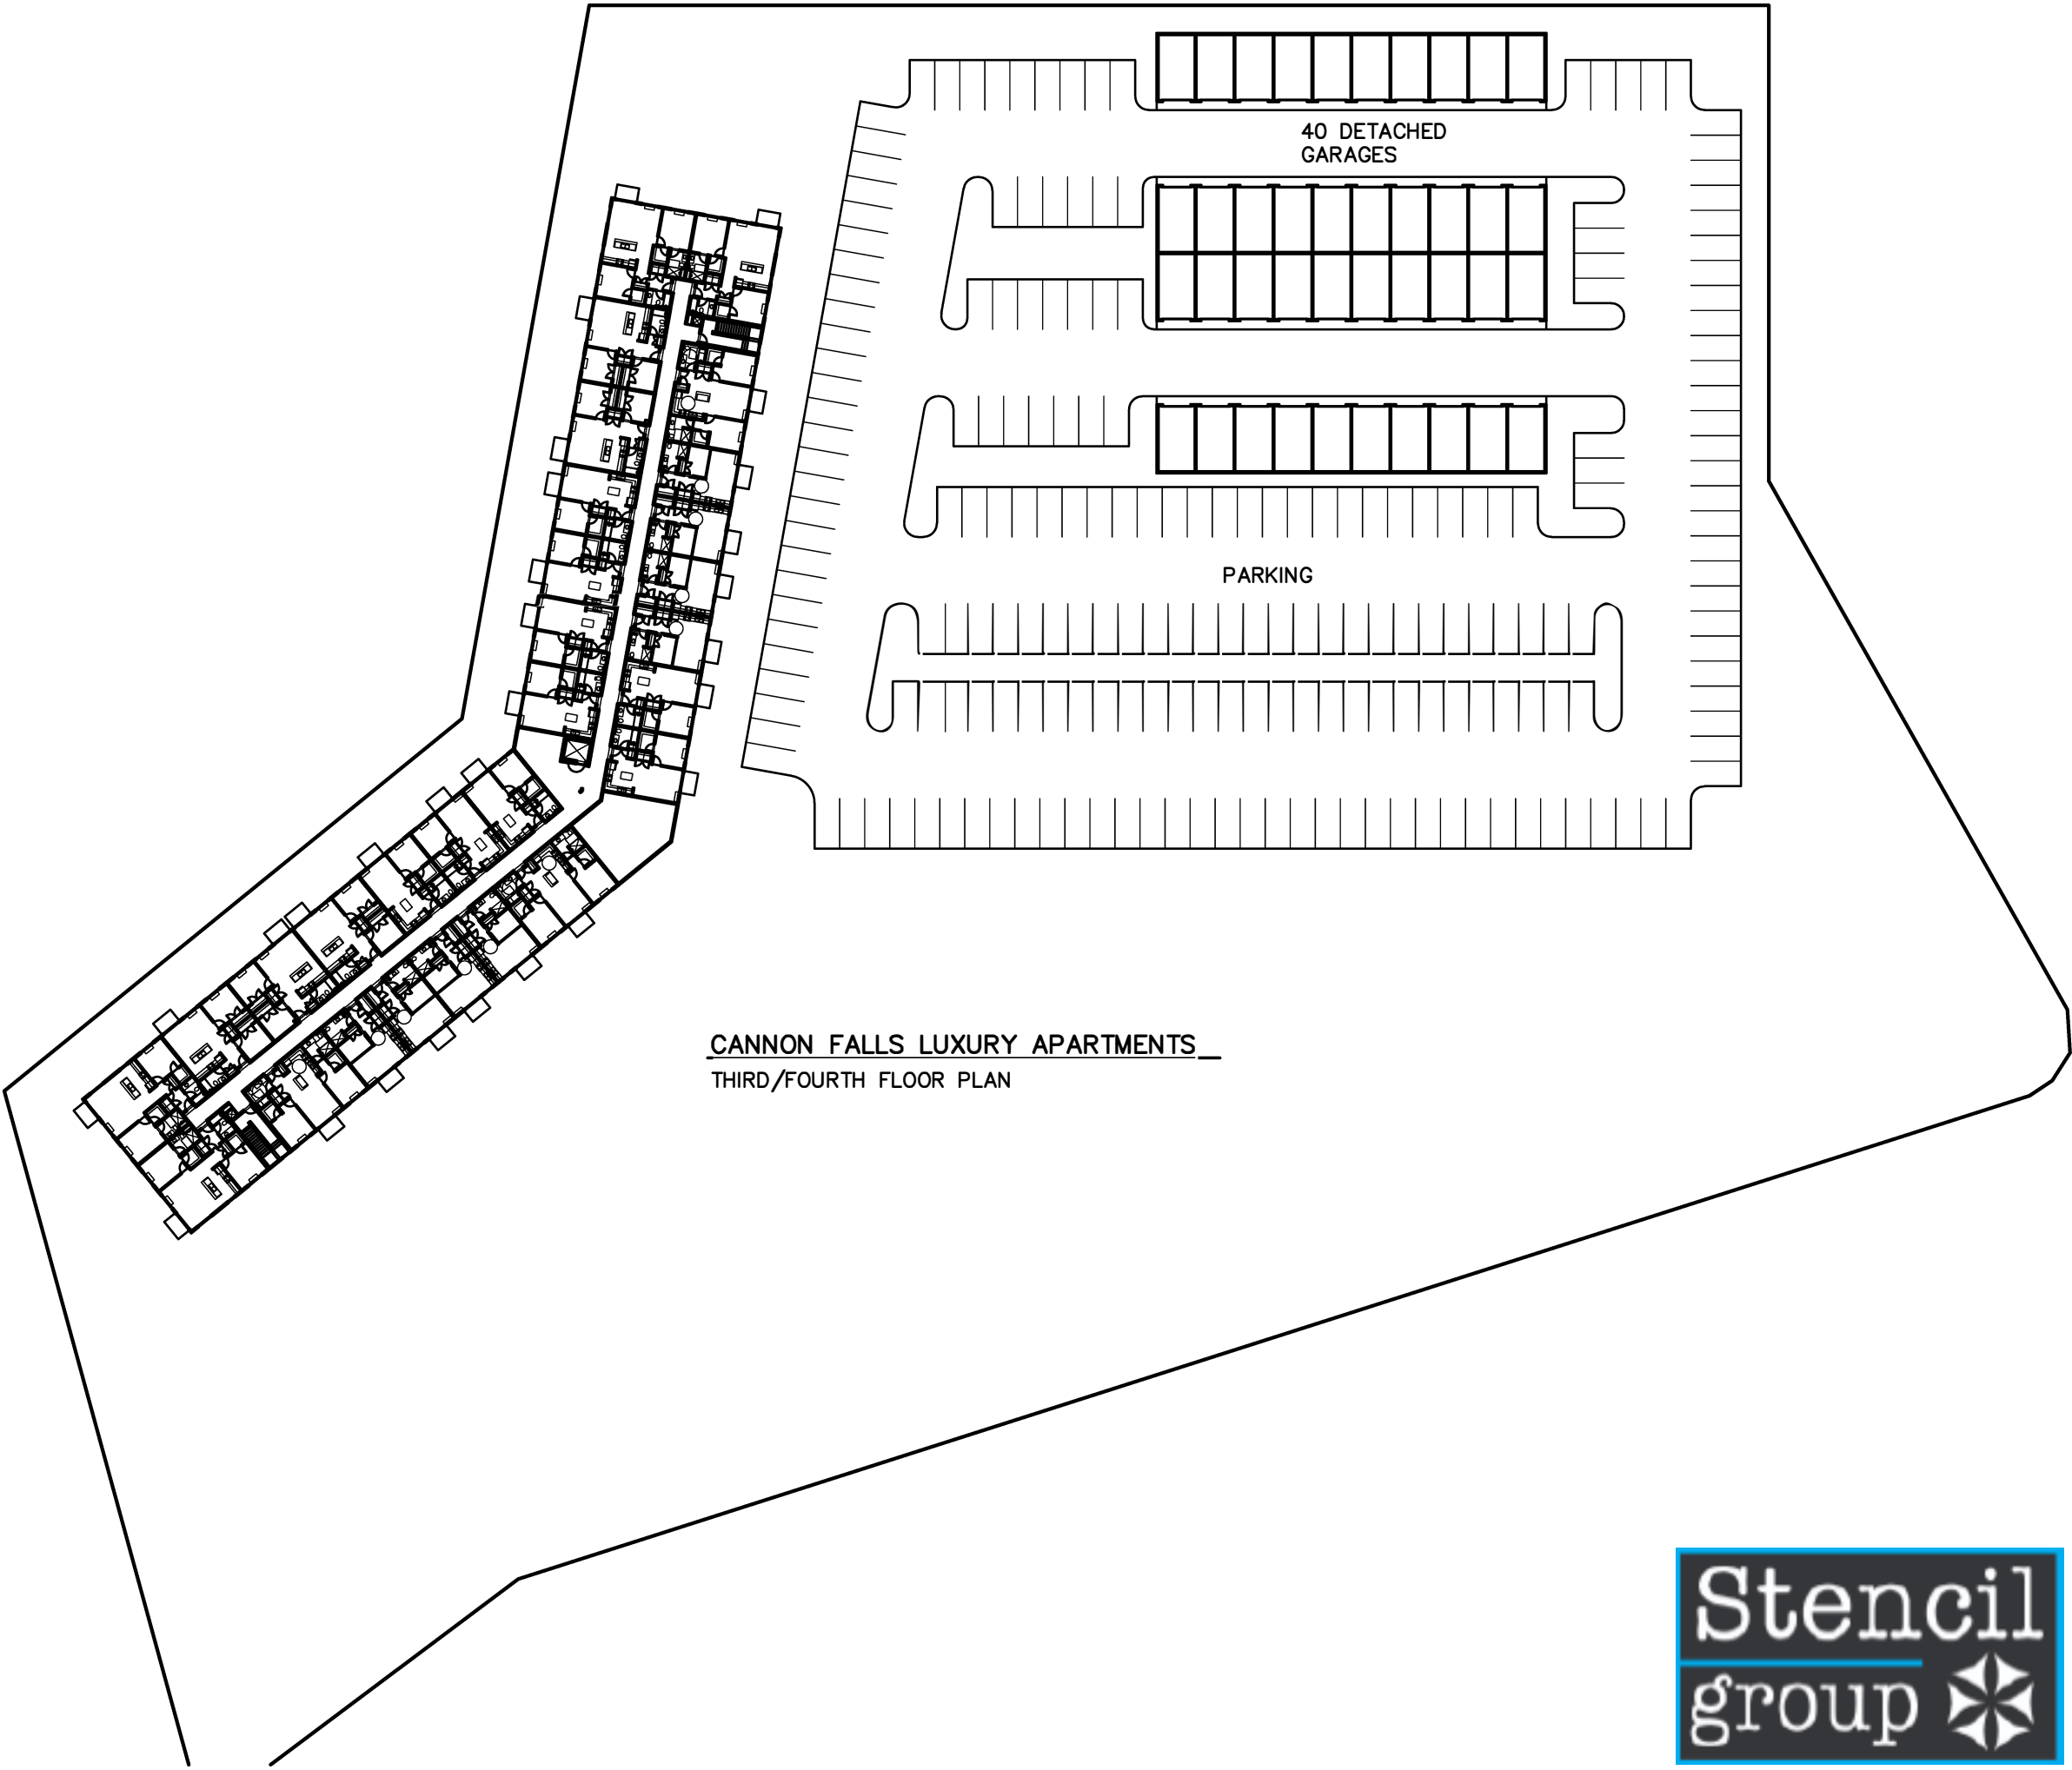 40 DETACHED
GARAGES
PARKING
CANNON FALLS LUXURY APARTMENTS
THIRD/FOURTH FLOOR PLAN
Stencil
group